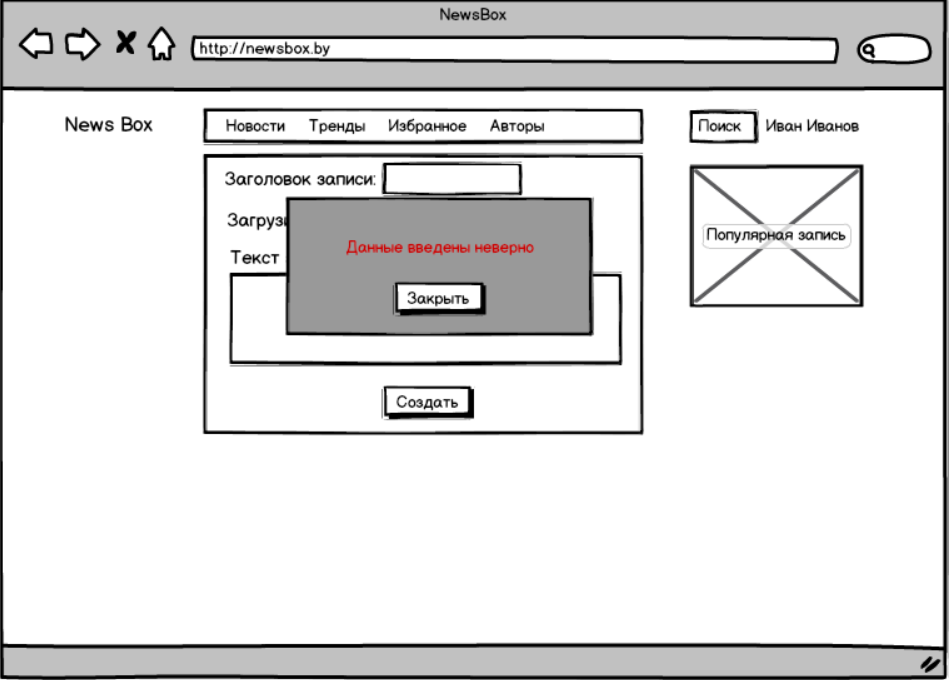 NewsBox
http://newsbox.by
News Box
Новости Тренды Избранное Авторы
Поиск Иван Иванов
Заголовок записи:
Текст
Данные введены неверно
Закрыть
Создать
Популярная запись